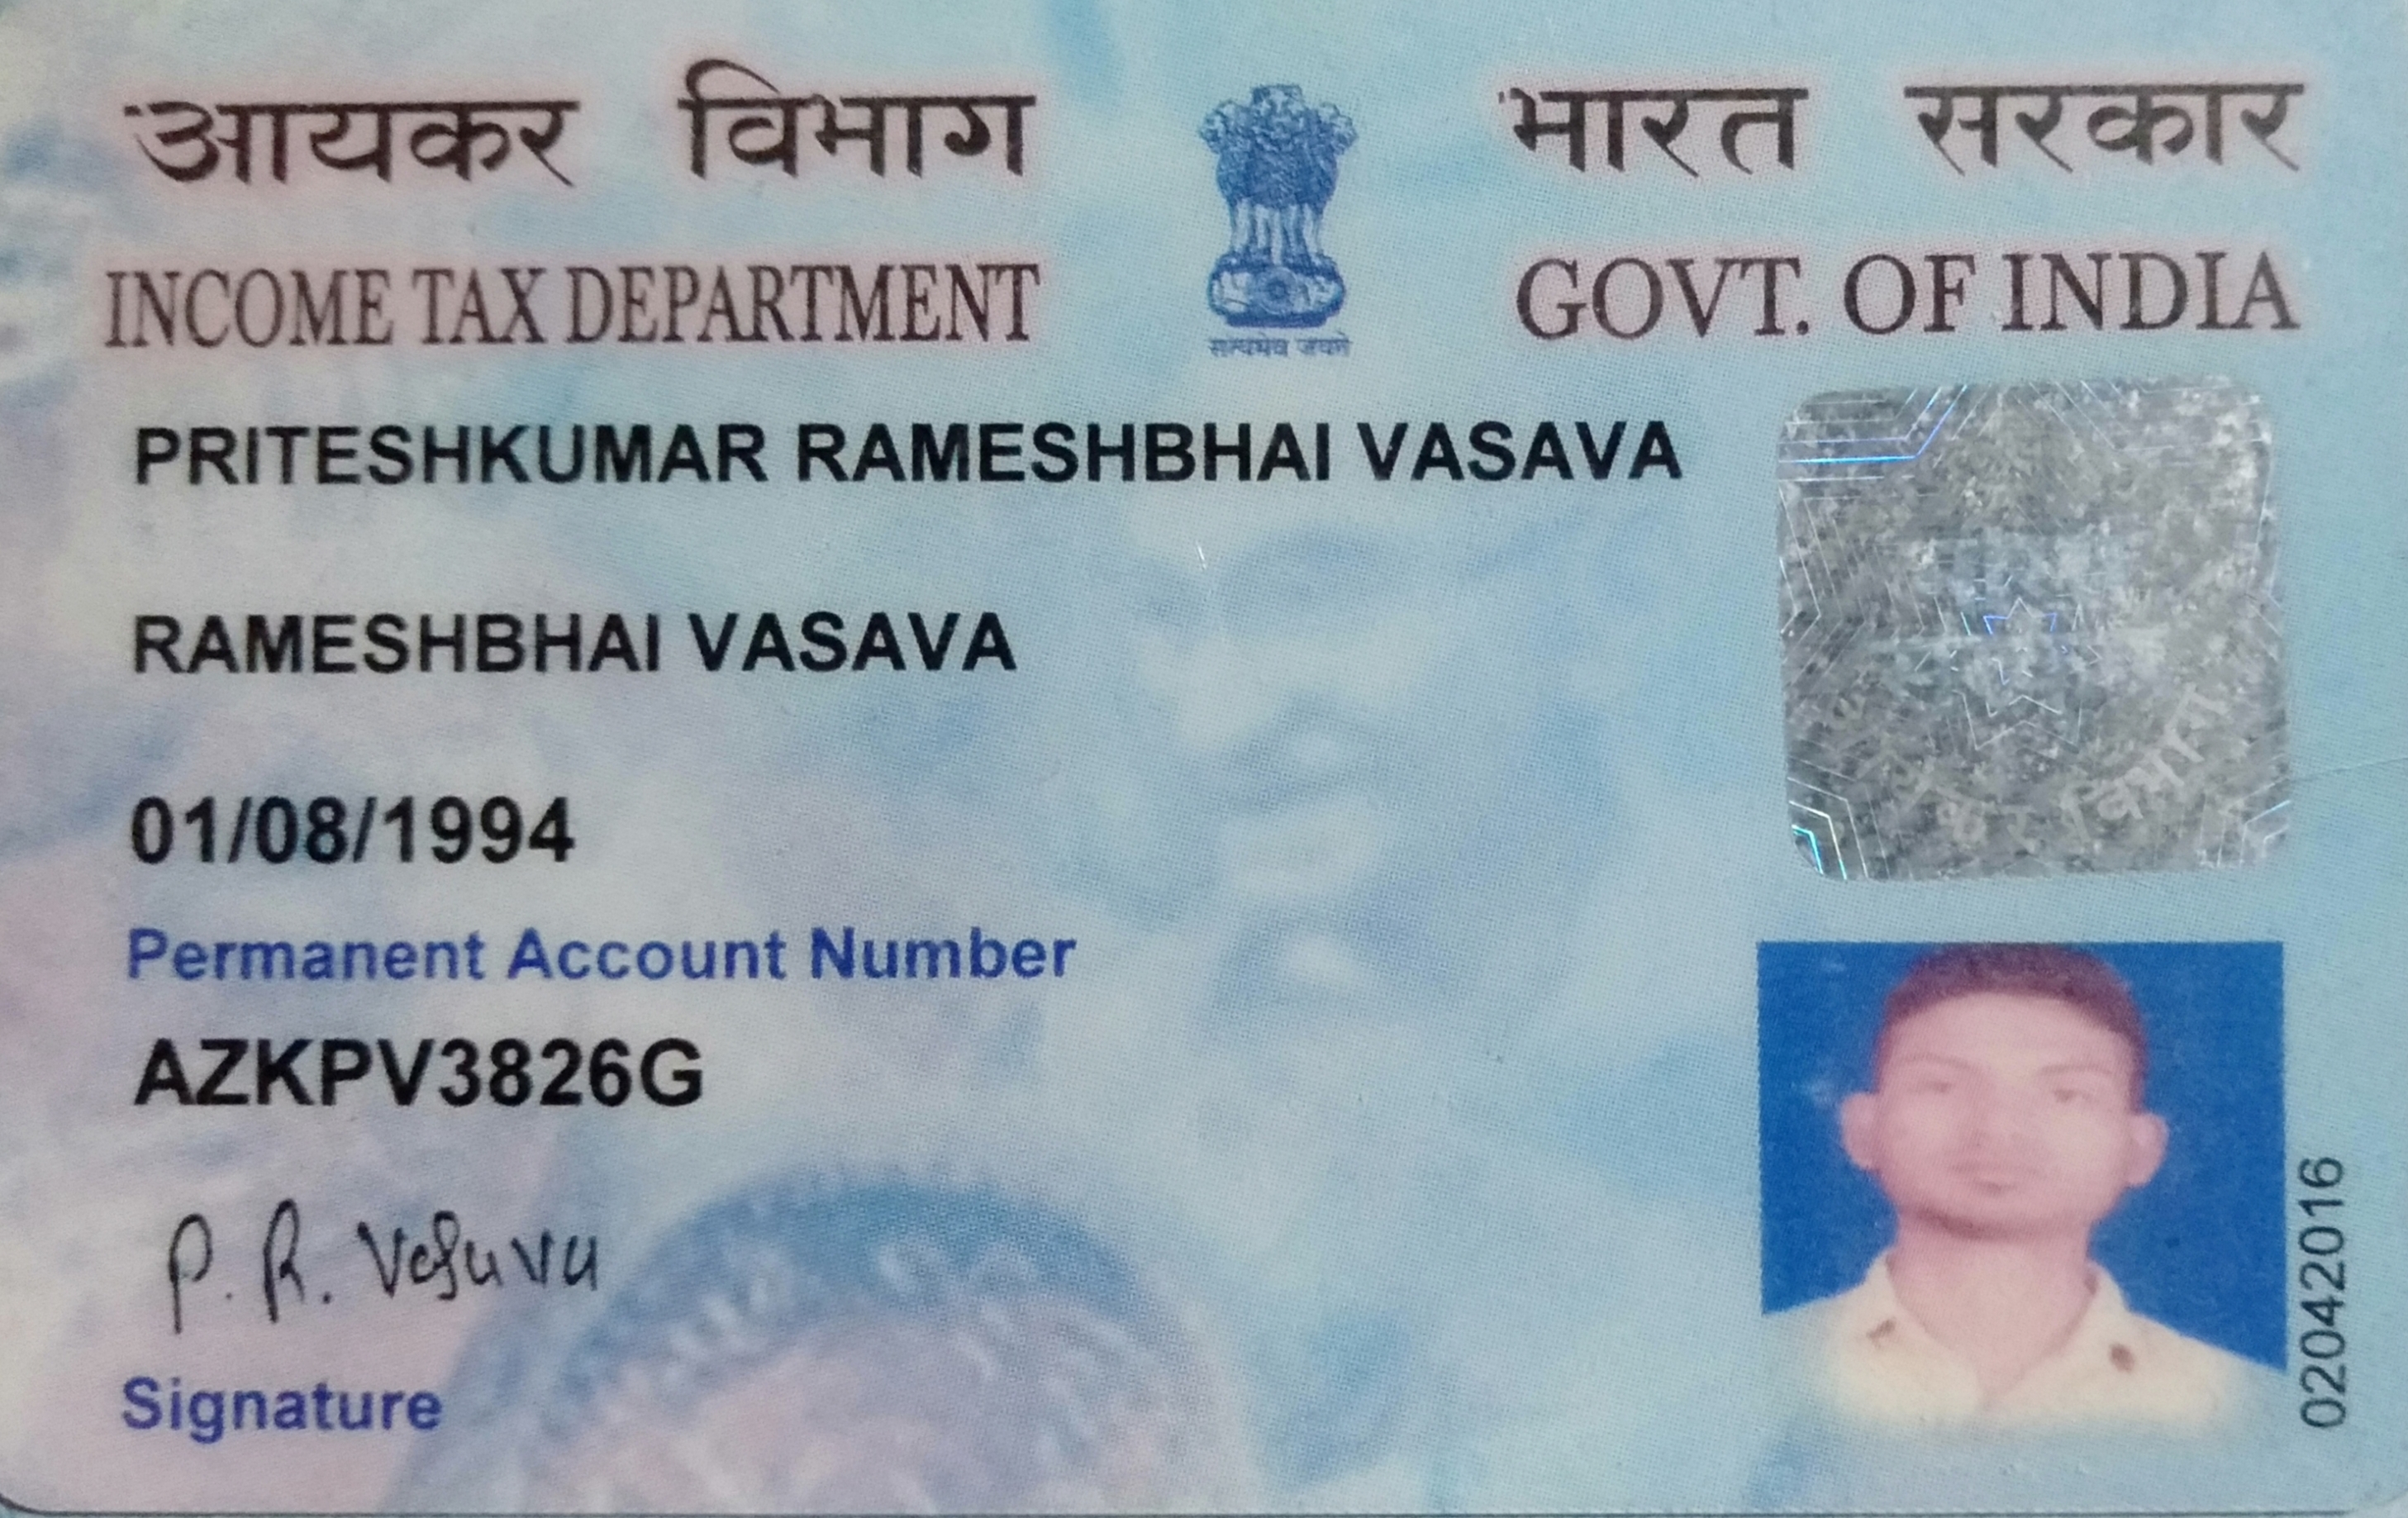 आयकर विभाग
INCOME TAX DEPARTMENT
सत्यमेव जयते
भारत सरकार
GOVT. OF INDIA
PRITESHKUMAR RAMESHBHAI VASAVA
RAMESHBHAI VASAVA
01/08/1994
Permanent Account Number
AZKPV3826G
P. R. Vasava
Signature
विभाग
02042016